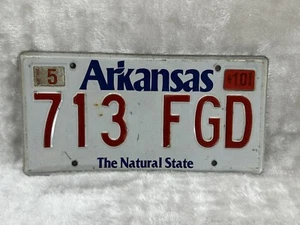 5 Arkansas 10
713 FGD
The Natural State